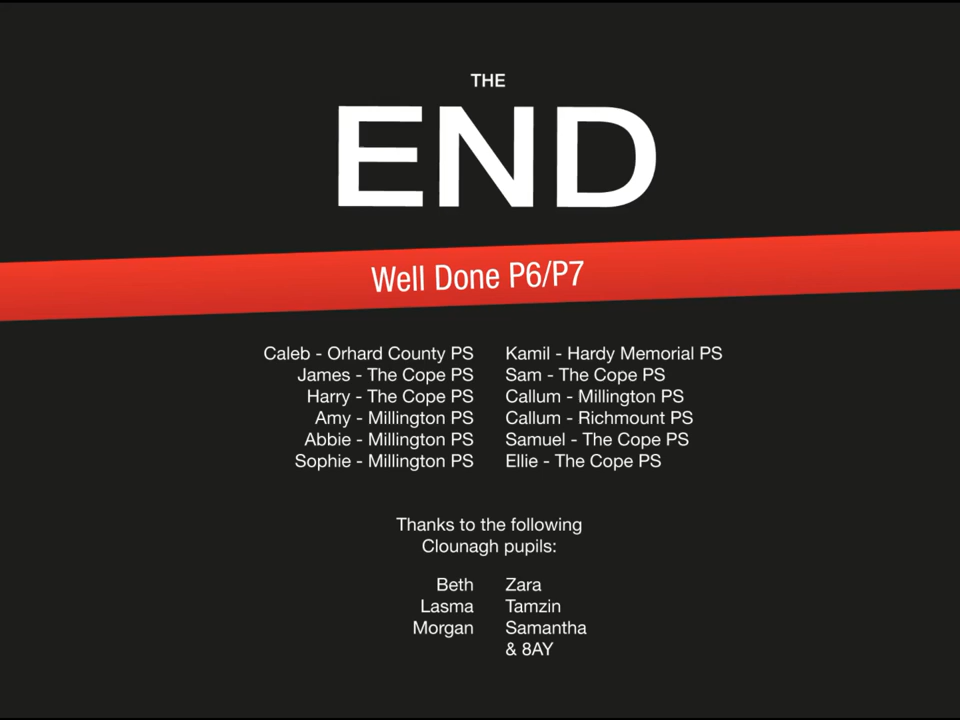 THE
END
Well Done P6/P7
Caleb - Orhard County PS
James - The Cope PS
Harry - The Cope PS
Amy - Millington PS
Abbie - Millington PS
Sophie - Millington PS
Kamil - Hardy Memorial PS
Sam - The Cope PS
Callum - Millington PS
Callum - Richmount PS
Samuel - The Cope PS
Ellie - The Cope PS
Thanks to the following
Clounagh pupils:
Beth
Lasma
Morgan
Zara
Tamzin
Samantha
& 8AY